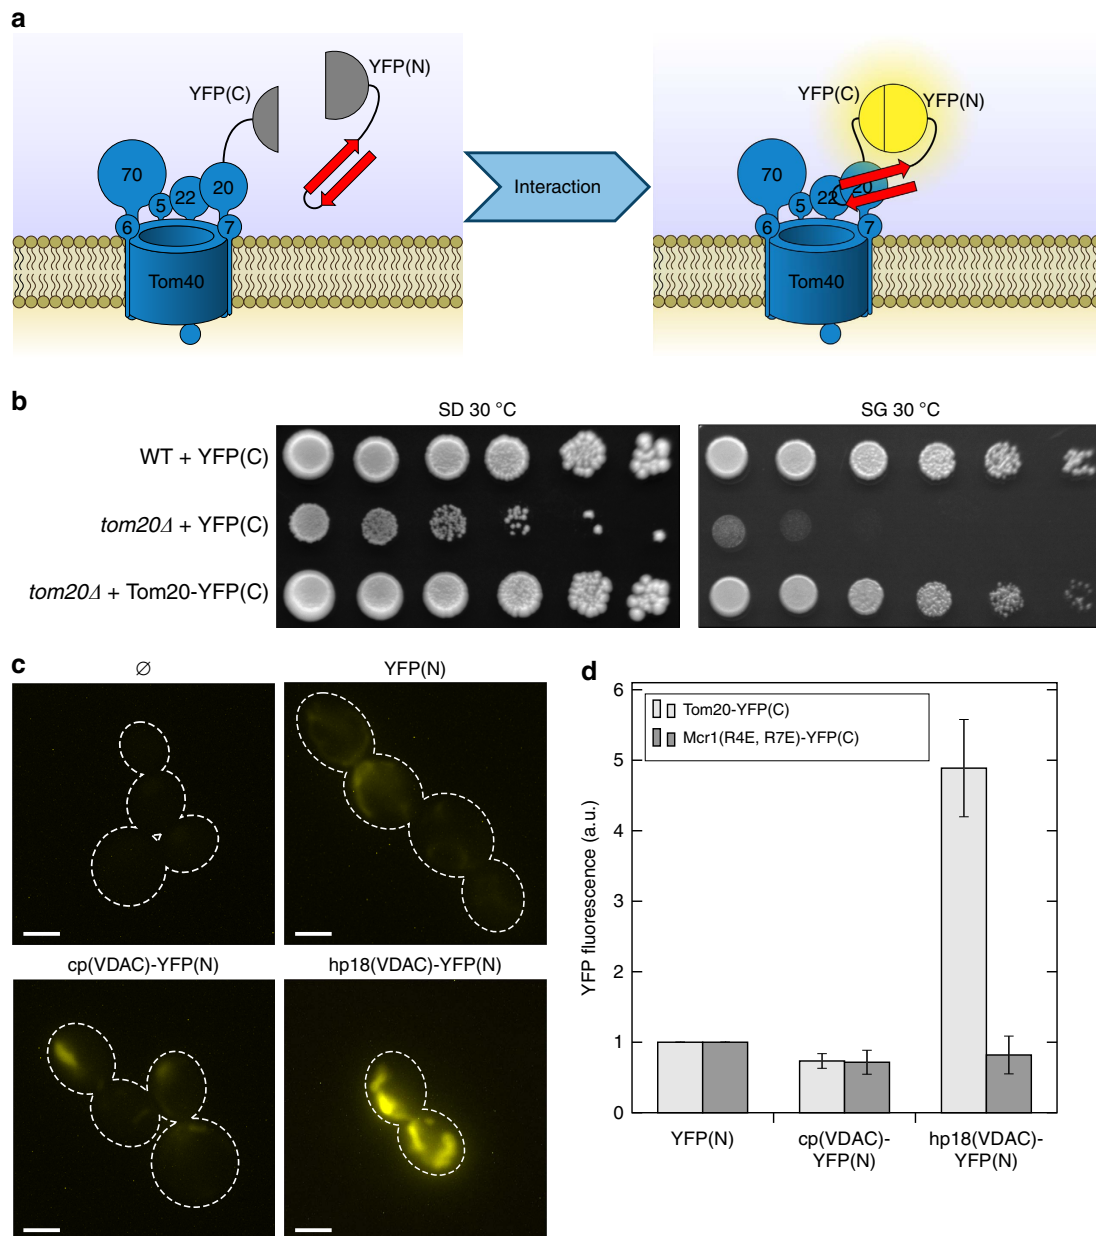 a
YFP(C)
YFP(N)
70
5
22
20
6
7
Tom40
Interaction
YFP(C)
YFP(N)
70
5
22
20
6
7
Tom40
b
SD 30 °C
SG 30 °C
WT + YFP(C)
tom20Δ + YFP(C)
tom20Δ + Tom20-YFP(C)
c
∅
YFP(N)
cp(VDAC)-YFP(N)
hp18(VDAC)-YFP(N)
d
Tom20-YFP(C)
Mcr1(R4E, R7E)-YFP(C)
YFP fluorescence (a.u.)
6
5
4
3
2
1
0
YFP(N)
cp(VDAC)-
YFP(N)
hp18(VDAC)-
YFP(N)